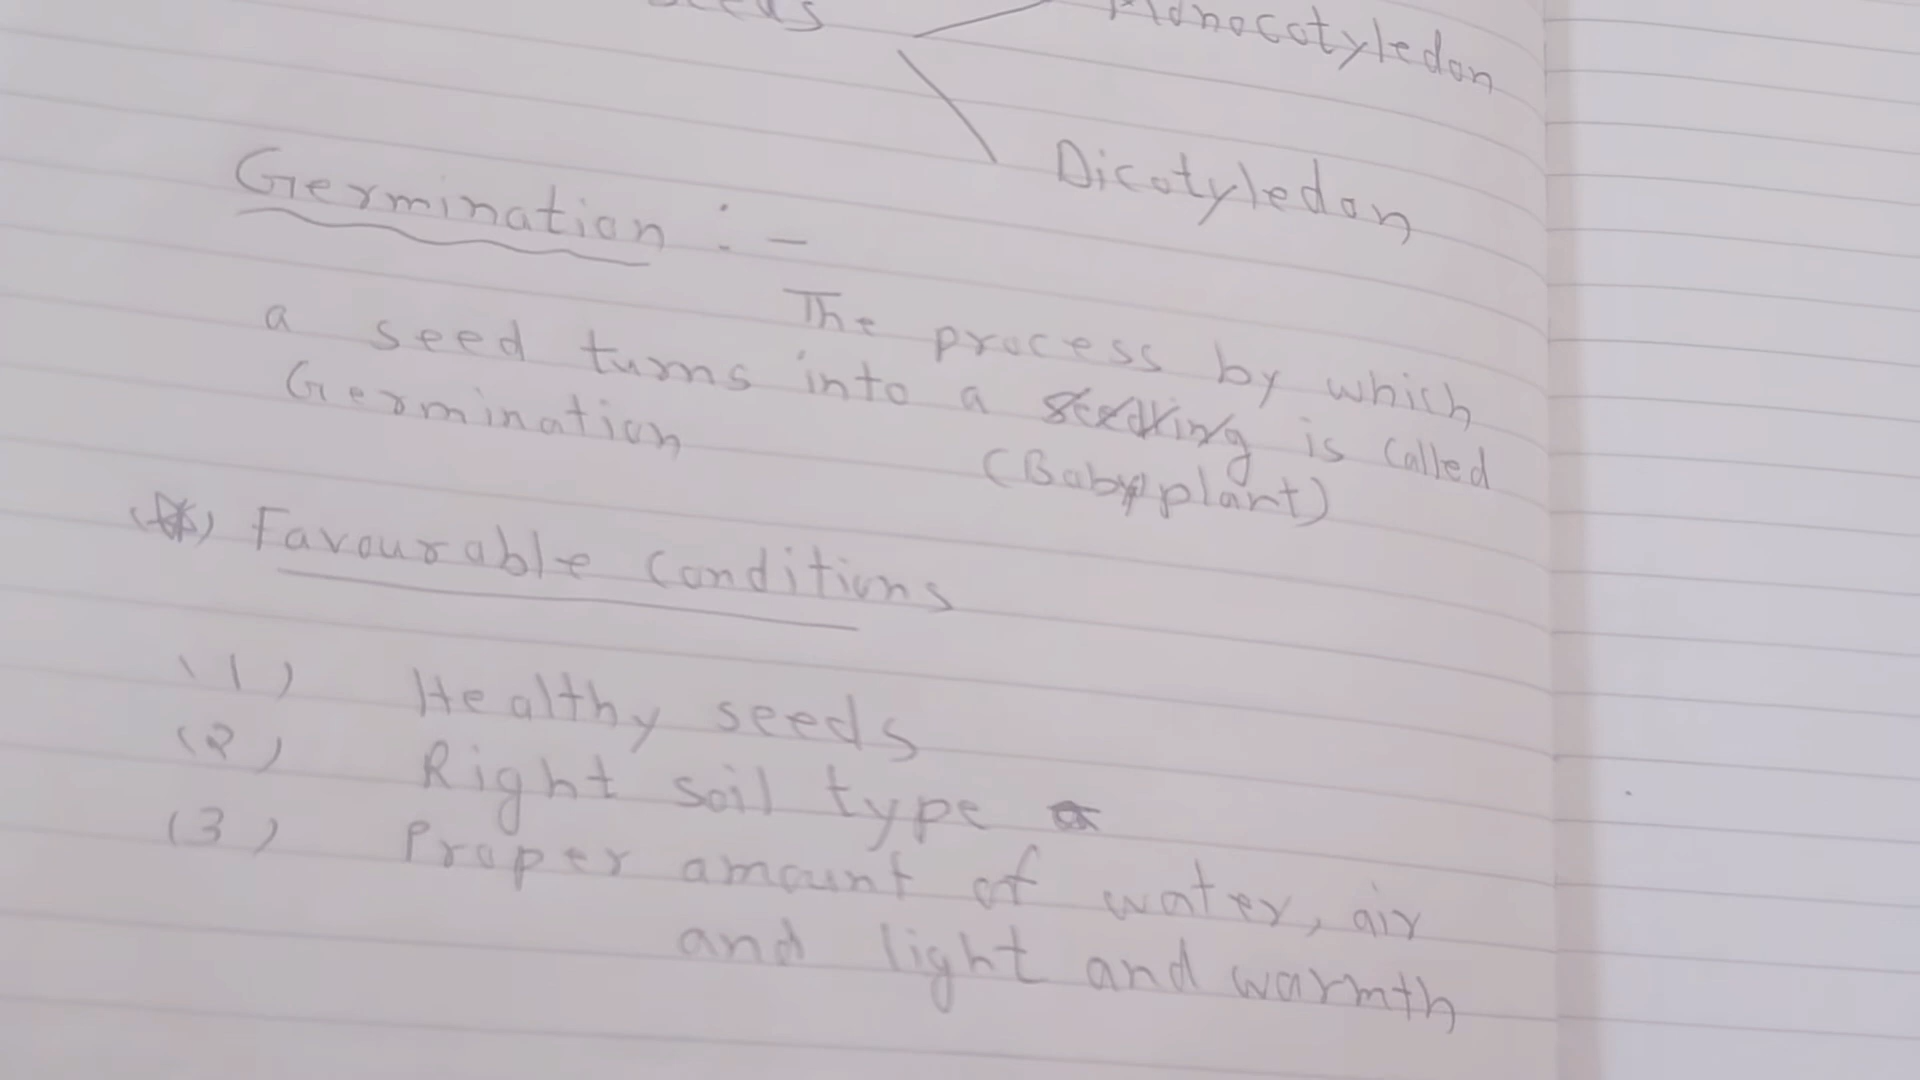 Seeds
Monocotyledon
Dicotyledon
Germination :-
The process by which
a seed turns into a seedling is called
(Baby plant)
Germination
Favourable conditions
(1) Healthy seeds
(2) Right soil type
(3) Proper amount of water, air
and light and warmth